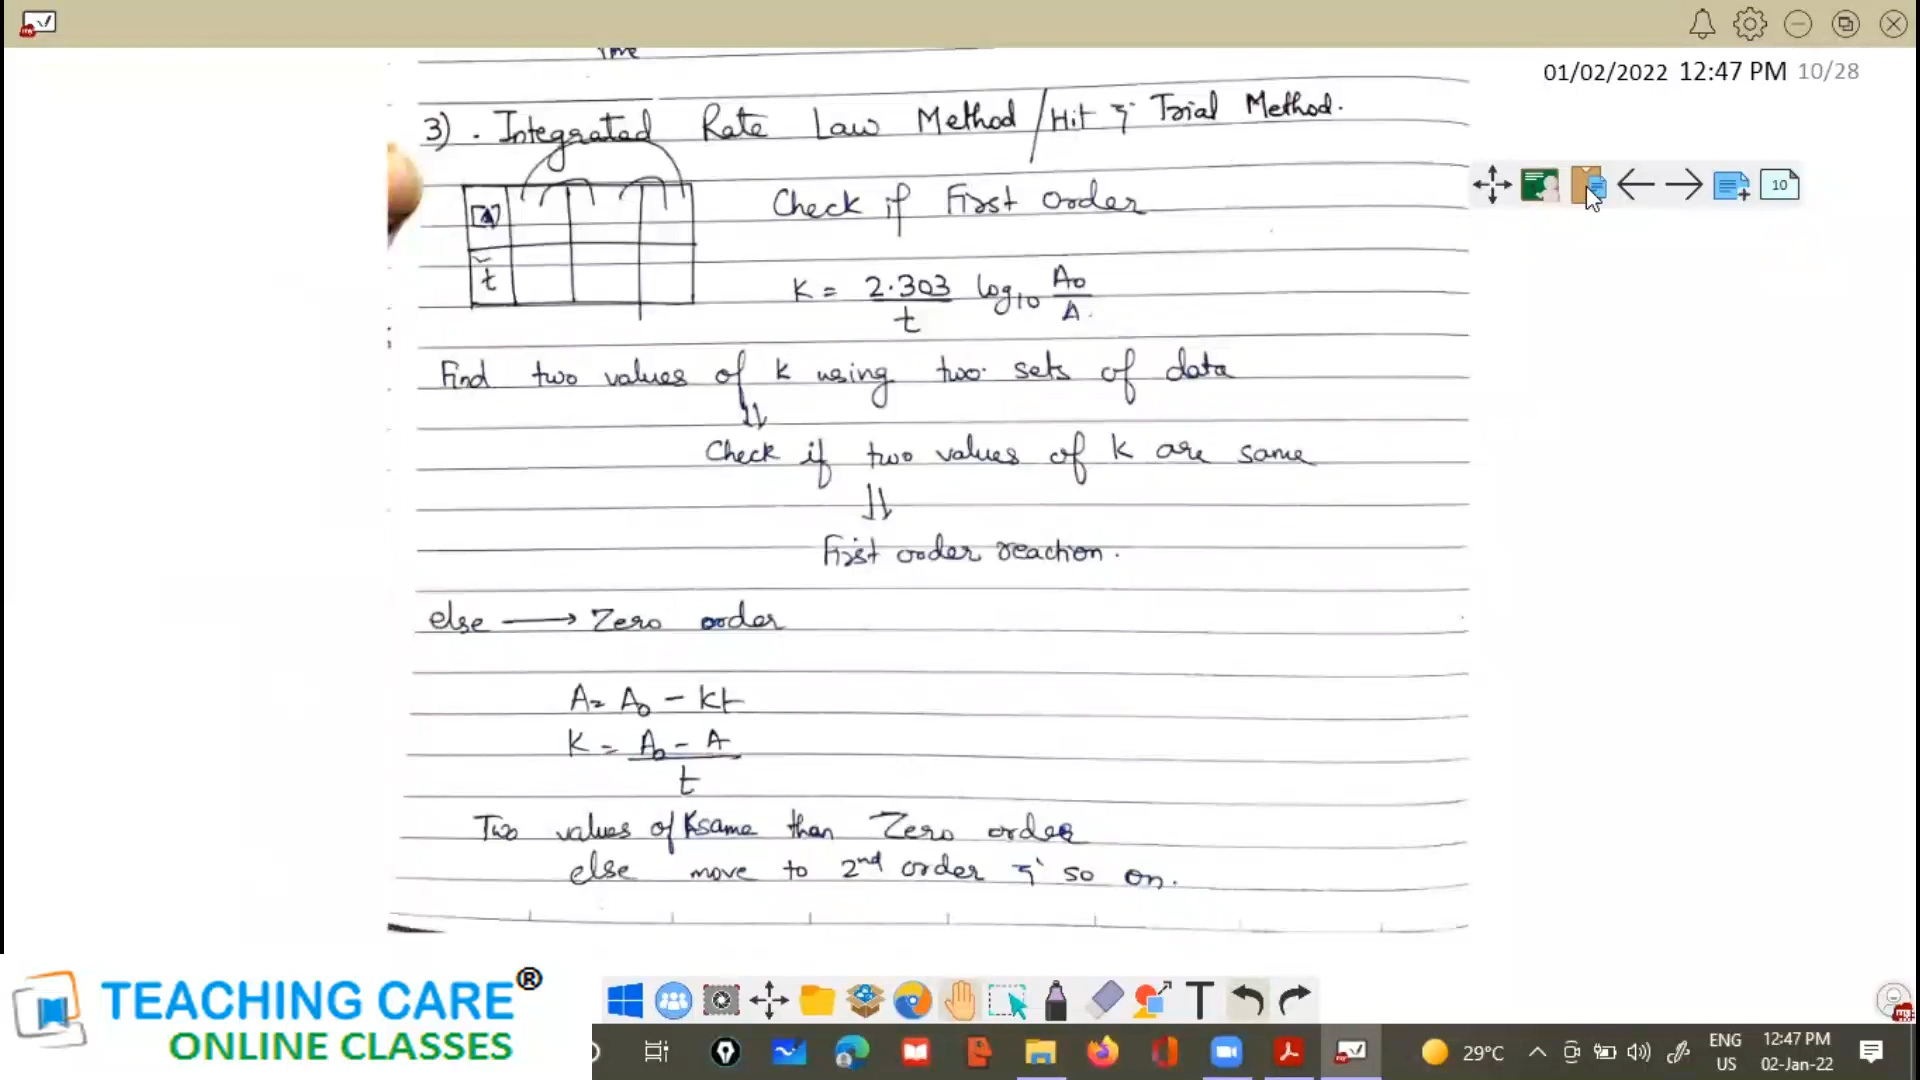 01/02/2022 12:47 PM 10/28
3). Integrated Rate Law Method / Hit & Trial Method.
[A]
t
Check if First Order
K = 2.303/t log10 A0/A
Find two values of k using two sets of data
⇓
Check if two values of k are same
⇓
First order reaction.
else → Zero order
A = A0 - Kt
K = A0 - A / t
Two values of K same than Zero order
else move to 2nd order & so on.
10
TEACHING CARE®
ONLINE CLASSES
29°C
ENG
US
12:47 PM
02-Jan-22